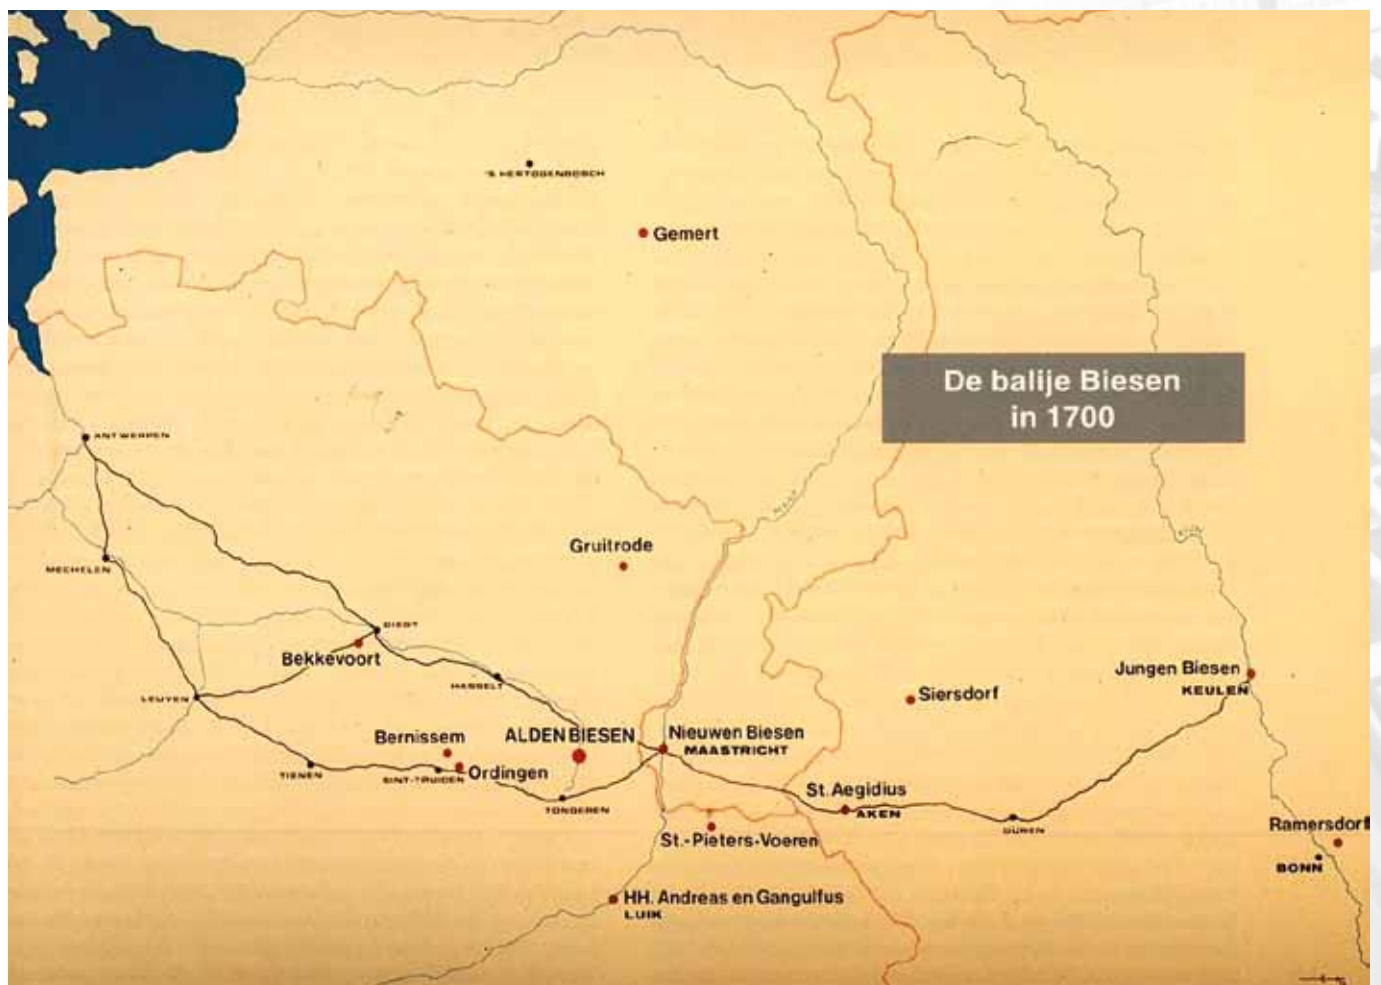 'S HERTOGENBOSCH
Gemert
De balije Biesen
in 1700
ANTWERPEN
MAAS
Gruitrode
RIJN
MECHELEN
DIEST
Bekkevoort
Jungen Biesen
KEULEN
HASSELT
LEUVEN
Siersdorf
Bernissem
ALDEN BIESEN
Nieuwen Biesen
MAASTRICHT
TIENEN
SINT-TRUIDEN
Ordingen
St. Aegidius
AKEN
TONGEREN
DÜREN
Ramersdorf
St.-Pieters-Voeren
BONN
HH. Andreas en Gangulfus
LUIK